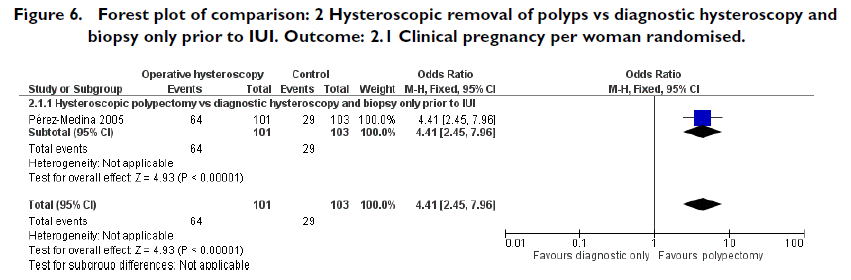 Figure 6. Forest plot of comparison: 2 Hysteroscopic removal of polyps vs diagnostic hysteroscopy and
biopsy only prior to IUI. Outcome: 2.1 Clinical pregnancy per woman randomised.
Operative hysteroscopy Control Odds Ratio Odds Ratio
Study or Subgroup Events Total Events Total Weight M-H, Fixed, 95% CI M-H, Fixed, 95% CI
2.1.1 Hysteroscopic polypectomy vs diagnostic hysteroscopy and biopsy only prior to IUI
Pérez-Medina 2005 64 101 29 103 100.0% 4.41 [2.45, 7.96]
Subtotal (95% CI) 101 103 100.0% 4.41 [2.45, 7.96]
Total events 64 29
Heterogeneity: Not applicable
Test for overall effect: Z = 4.93 (P < 0.00001)
Total (95% CI) 101 103 100.0% 4.41 [2.45, 7.96]
Total events 64 29
Heterogeneity: Not applicable
Test for overall effect: Z = 4.93 (P < 0.00001)
Test for subgroup differences: Not applicable
0.01 0.1 1 10 100
Favours diagnostic only Favours polypectomy